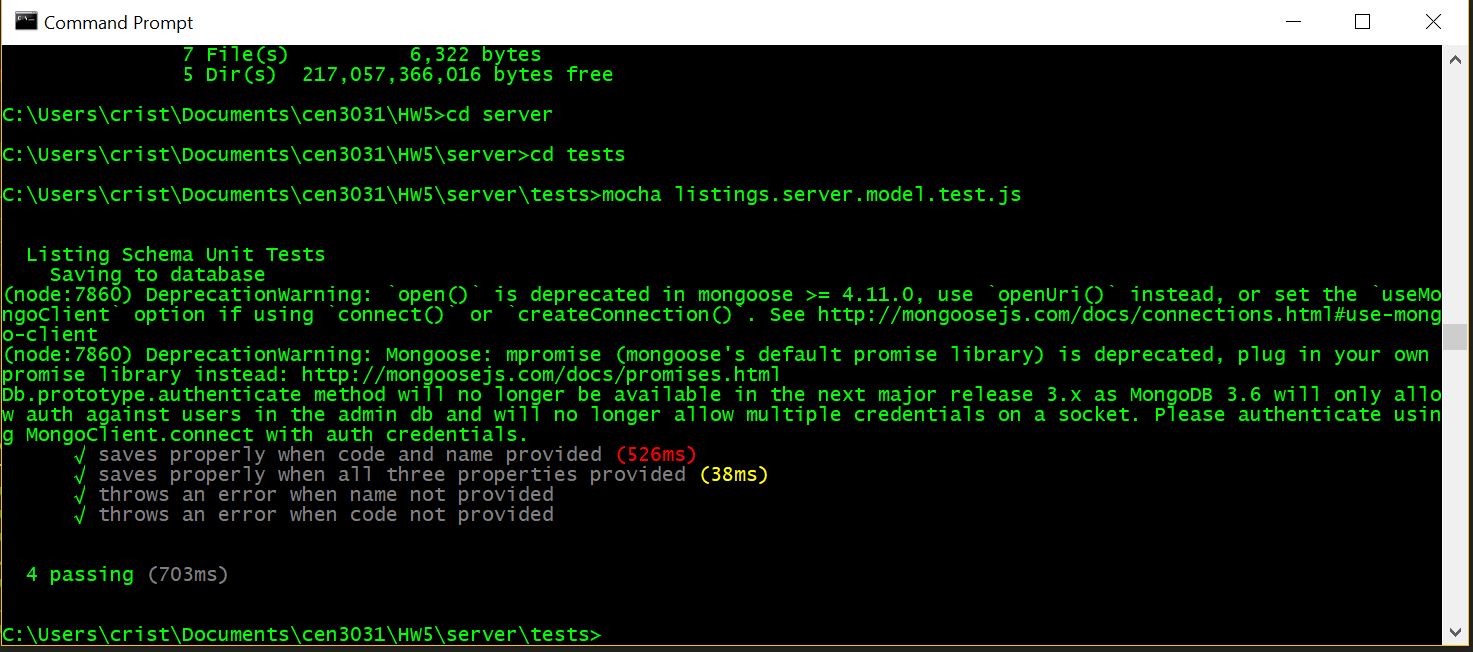 Command Prompt
7 File(s) 6,322 bytes
5 Dir(s) 217,057,366,016 bytes free
C:\Users\crist\Documents\cen3031\HW5>cd server
C:\Users\crist\Documents\cen3031\HW5\server>cd tests
C:\Users\crist\Documents\cen3031\HW5\server\tests>mocha listings.server.model.test.js
Listing Schema Unit Tests
Saving to database
(node:7860) DeprecationWarning: `open()` is deprecated in mongoose >= 4.11.0, use `openUri()` instead, or set the `useMo
ngoClient` option if using `connect()` or `createConnection()`. See http://mongoosejs.com/docs/connections.html#use-mong
o-client
(node:7860) DeprecationWarning: Mongoose: mpromise (mongoose's default promise library) is deprecated, plug in your own
promise library instead: http://mongoosejs.com/docs/promises.html
Db.prototype.authenticate method will no longer be available in the next major release 3.x as MongoDB 3.6 will only allo
w auth against users in the admin db and will no longer allow multiple credentials on a socket. Please authenticate usin
g MongoClient.connect with auth credentials.
√ saves properly when code and name provided (526ms)
√ saves properly when all three properties provided (38ms)
√ throws an error when name not provided
√ throws an error when code not provided
4 passing (703ms)
C:\Users\crist\Documents\cen3031\HW5\server\tests>